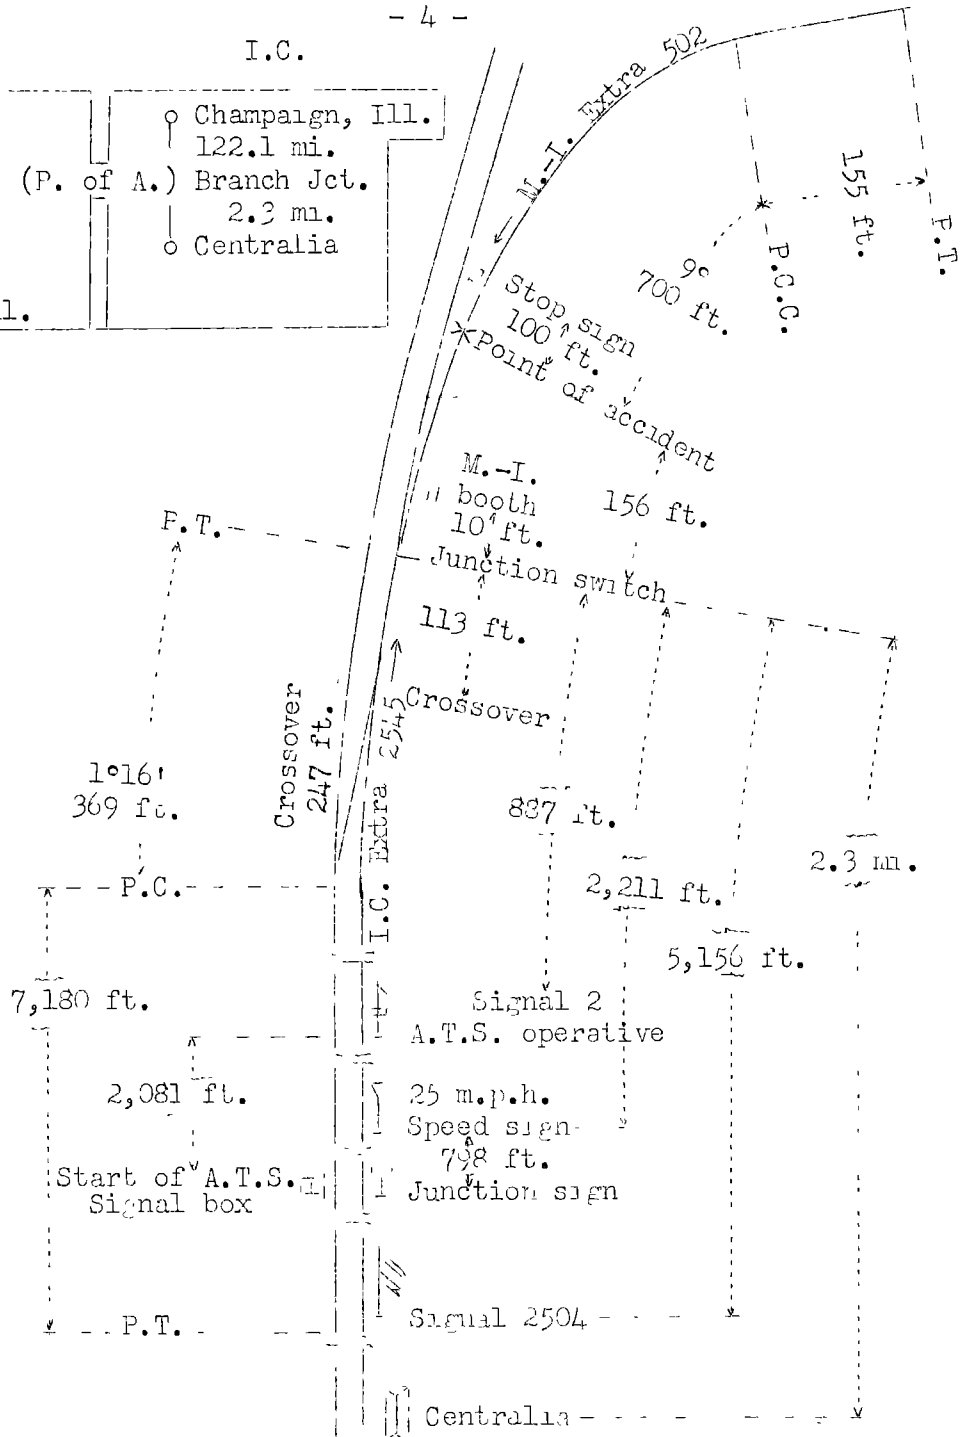 - 4 -
I.C.
Champaign, Ill.
122.1 mi.
(P. of A.) Branch Jct.
2.3 mi.
Centralia
l.
M.-I. Extra 502
155 ft.
P.T.
P.C.C.
9°
700 ft.
Stop sign
100 ft.
Point of accident
M.-I.
booth
10 ft.
156 ft.
P.T.
Junction switch
113 ft.
Crossover
Crossover
247 ft.
I.C. Extra 2545
1°16'
369 ft.
887 ft.
2.3 mi.
P.C.
2,211 ft.
5,156 ft.
7,180 ft.
Signal 2
A.T.S. operative
2,081 ft.
25 m.p.h.
Speed sign
798 ft.
Start of A.T.S.
Signal box
Junction sign
Signal 2504
P.T.
Centralia